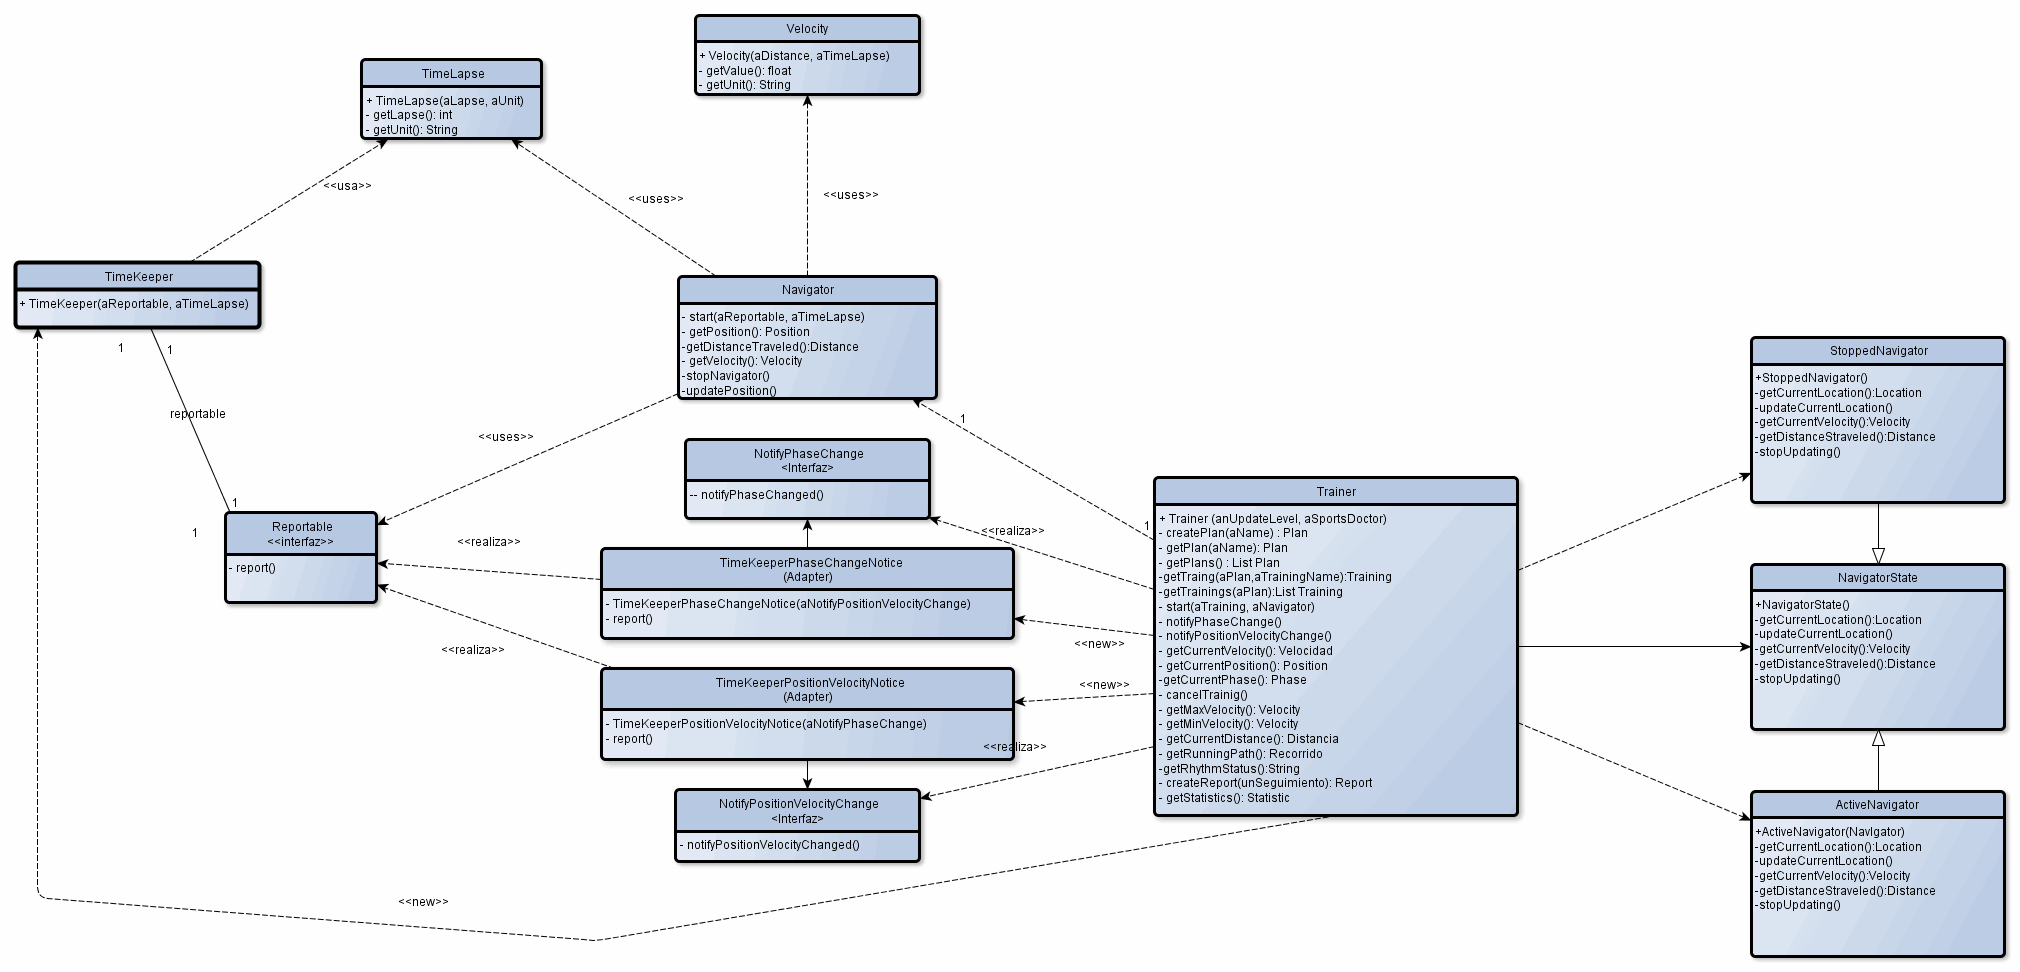 Velocity
+ Velocity(aDistance, aTimeLapse)
- getValue(): float
- getUnit(): String
TimeLapse
+ TimeLapse(aLapse, aUnit)
- getLapse(): int
- getUnit(): String
<<usa>>
<<uses>>
<<uses>>
TimeKeeper
+ TimeKeeper(aReportable, aTimeLapse)
Navigator
- start(aReportable, aTimeLapse)
- getPosition(): Position
-getDistanceTraveled():Distance
- getVelocity(): Velocity
-stopNavigator()
-updatePosition()
1
1
reportable
1
1
<<uses>>
1
1
Reportable
<<interfaz>>
- report()
NotifyPhaseChange
<Interfaz>
-- notifyPhaseChanged()
<<realiza>>
<<realiza>>
TimeKeeperPhaseChangeNotice
(Adapter)
- TimeKeeperPhaseChangeNotice(aNotifyPositionVelocityChange)
- report()
<<new>>
<<realiza>>
TimeKeeperPositionVelocityNotice
(Adapter)
- TimeKeeperPositionVelocityNotice(aNotifyPhaseChange)
- report()
<<new>>
<<realiza>>
NotifyPositionVelocityChange
<Interfaz>
- notifyPositionVelocityChanged()
<<new>>
Trainer
+ Trainer (anUpdateLevel, aSportsDoctor)
- createPlan(aName) : Plan
- getPlan(aName): Plan
- getPlans() : List Plan
-getTraing(aPlan,aTrainingName):Training
-getTrainings(aPlan):List Training
- start(aTraining, aNavigator)
- notifyPhaseChange()
- notifyPositionVelocityChange()
- getCurrentVelocity(): Velocidad
- getCurrentPosition(): Position
-getCurrentPhase(): Phase
- cancelTrainig()
- getMaxVelocity(): Velocity
- getMinVelocity(): Velocity
- getCurrentDistance(): Distancia
- getRunningPath(): Recorrido
-getRhythmStatus():String
- createReport(unSeguimiento): Report
- getStatistics(): Statistic
StoppedNavigator
+StoppedNavigator()
-getCurrentLocation():Location
-updateCurrentLocation()
-getCurrentVelocity():Velocity
-getDistanceStraveled():Distance
-stopUpdating()
NavigatorState
+NavigatorState()
-getCurrentLocation():Location
-updateCurrentLocation()
-getCurrentVelocity():Velocity
-getDistanceStraveled():Distance
-stopUpdating()
ActiveNavigator
+ActiveNavigator(NavIgator)
-getCurrentLocation():Location
-updateCurrentLocation()
-getCurrentVelocity():Velocity
-getDistanceStraveled():Distance
-stopUpdating()